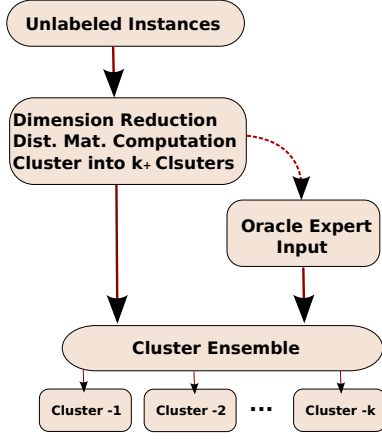 Unlabeled Instances
Dimension Reduction
Dist. Mat. Computation
Cluster into k+ Clsuters
Oracle Expert
Input
Cluster Ensemble
Cluster -1
Cluster -2
...
Cluster -k